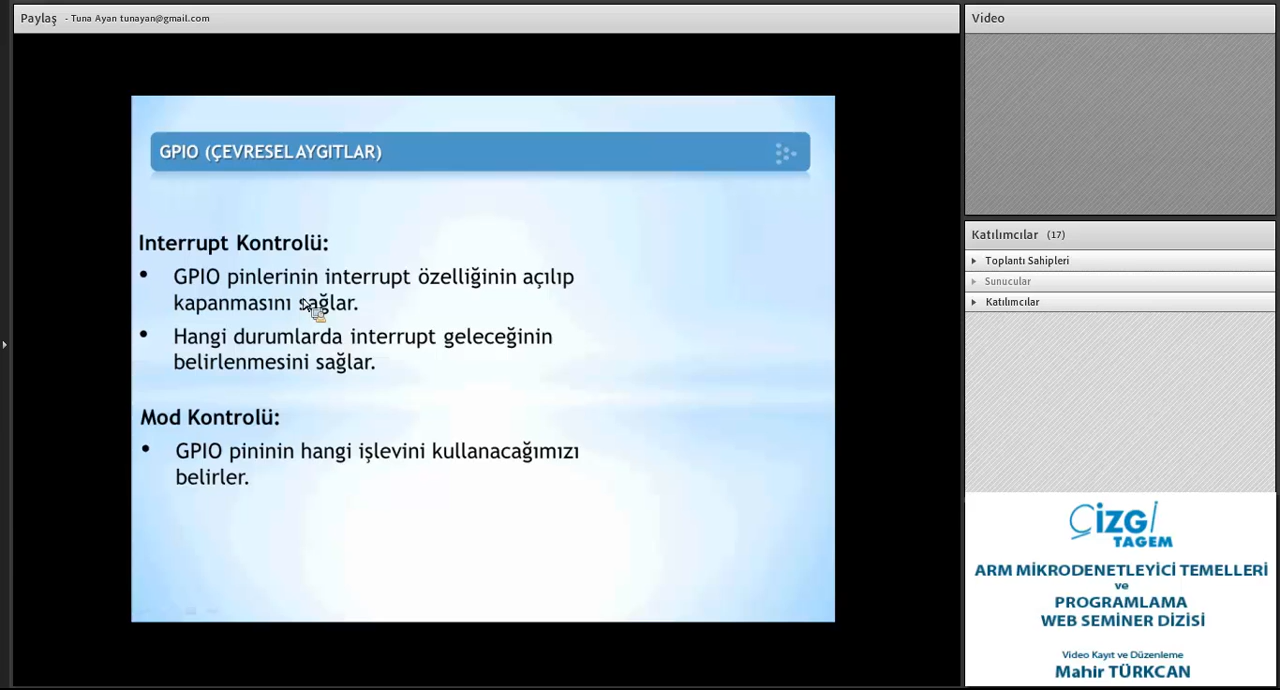 Paylaş - Tuna Ayan tunayan@gmail.com
GPIO (ÇEVRESEL AYGITLAR)
Interrupt Kontrolü:
• GPIO pinlerinin interrupt özelliğinin açılıp
kapanmasını sağlar.
• Hangi durumlarda interrupt geleceğinin
belirlenmesini sağlar.
Mod Kontrolü:
• GPIO pininin hangi işlevini kullanacağımızı
belirler.
Video
Katılımcılar (17)
Toplantı Sahipleri
Sunucular
Katılımcılar
ÇİZGİ
TAGEM
ARM MİKRODENETLEYİCİ TEMELLERİ
ve
PROGRAMLAMA
WEB SEMİNER DİZİSİ
Video Kayıt ve Düzenleme
Mahir TÜRKCAN